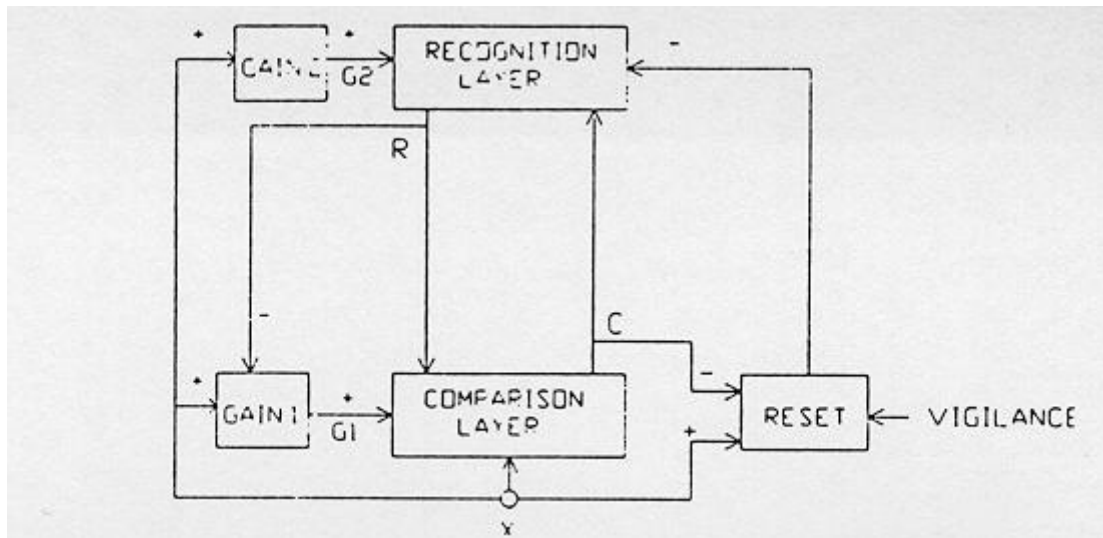 +
+
GAIN 2
G2
RECOGNITION
LAYER
-
R
-
C
-
+
GAIN 1
+
G1
COMPARISON
LAYER
+
RESET
VIGILANCE
X